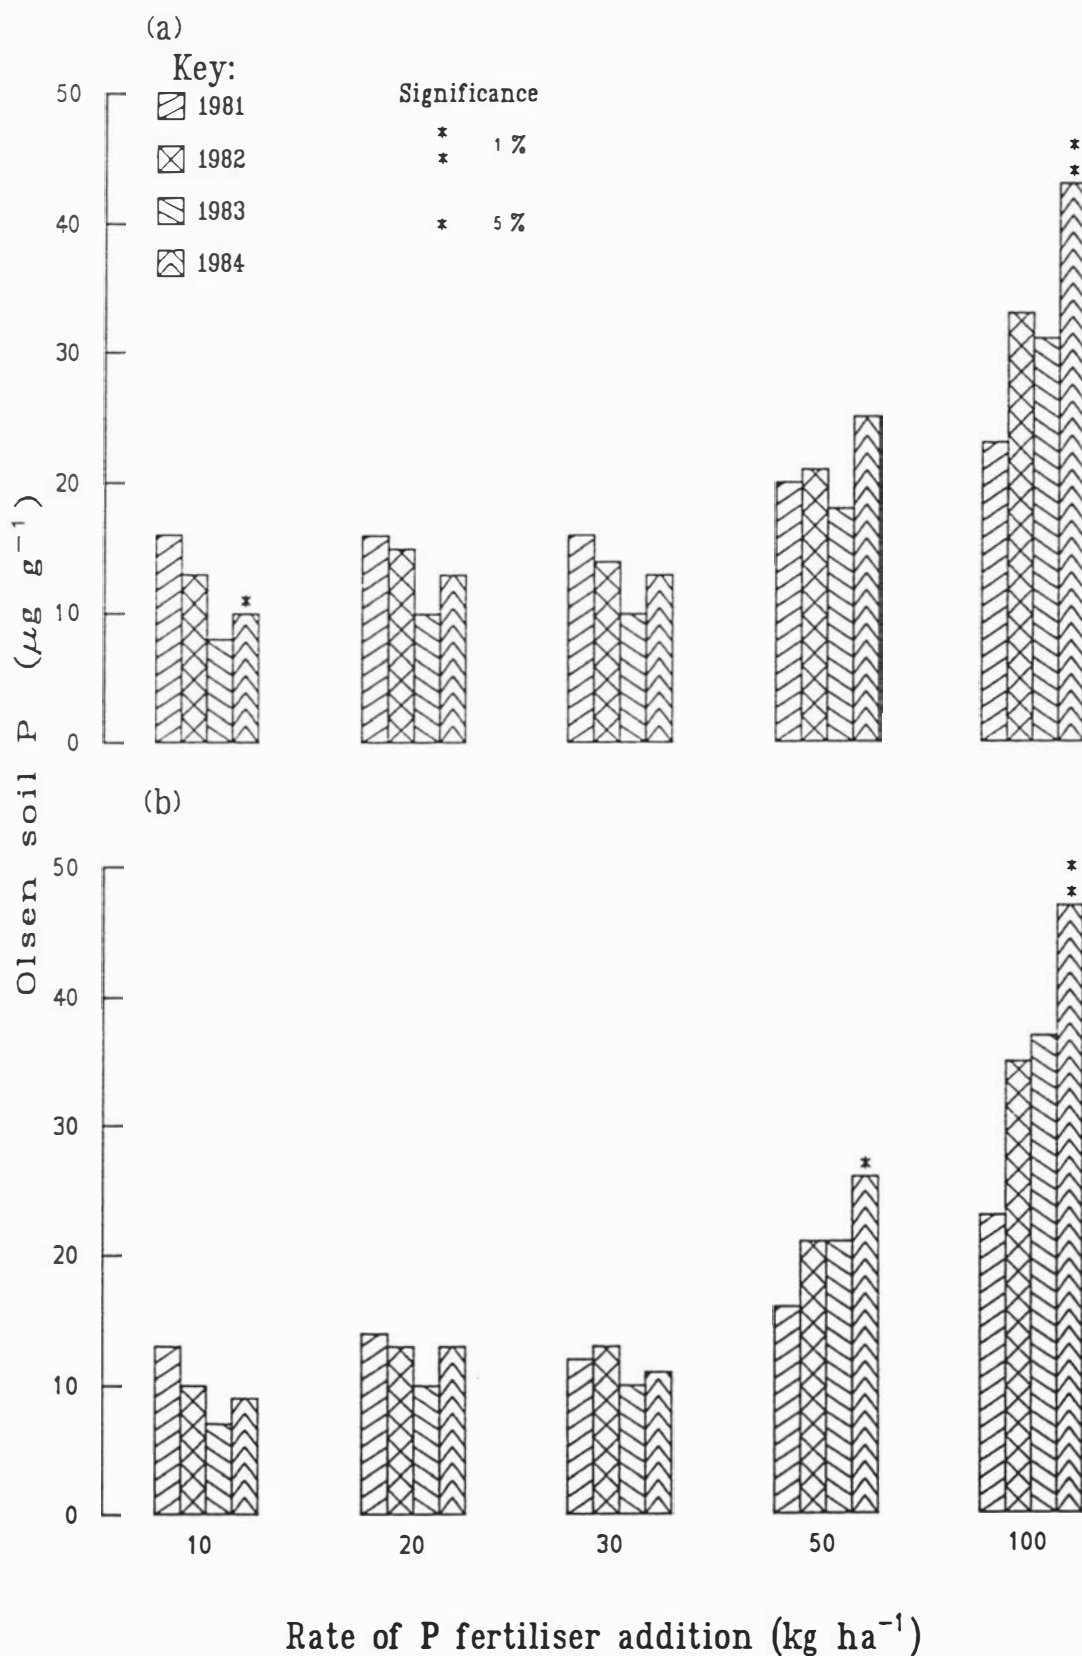 (a)
Key:
1981
1982
1983
1984
Significance
* * 1 %
* 5 %
50
40
30
20
10
0
*
* *
Olsen soil P (µg g⁻¹)
(b)
50
40
30
20
10
0
*
* *
10 20 30 50 100
Rate of P fertiliser addition (kg ha⁻¹)